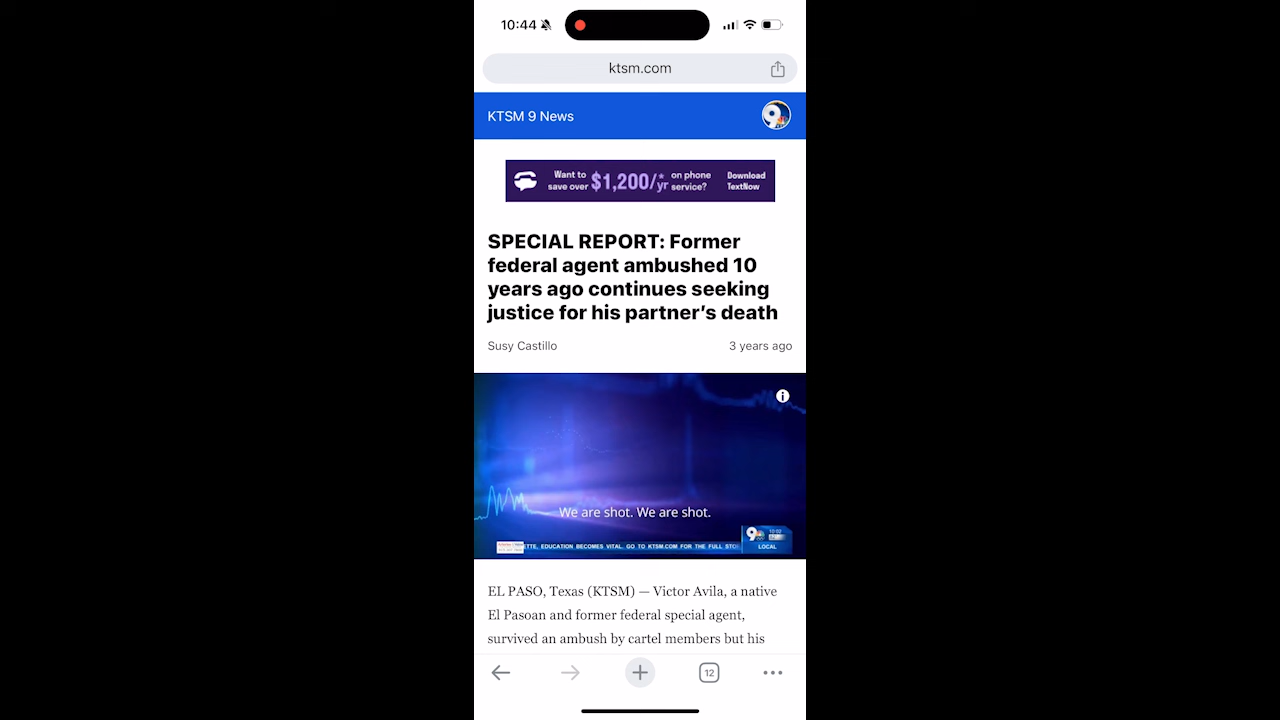 10:44
ktsm.com
KTSM 9 News
Want to save over $1,200/yr* on phone service? Download TextNow
SPECIAL REPORT: Former
federal agent ambushed 10
years ago continues seeking
justice for his partner's death
Susy Castillo 3 years ago
We are shot. We are shot.
9
EDUCATION BECOMES VITAL. GO TO KTSM.COM FOR THE FULL STO
LOCAL
EL PASO, Texas (KTSM) — Victor Avila, a native
El Pasoan and former federal special agent,
survived an ambush by cartel members but his
12